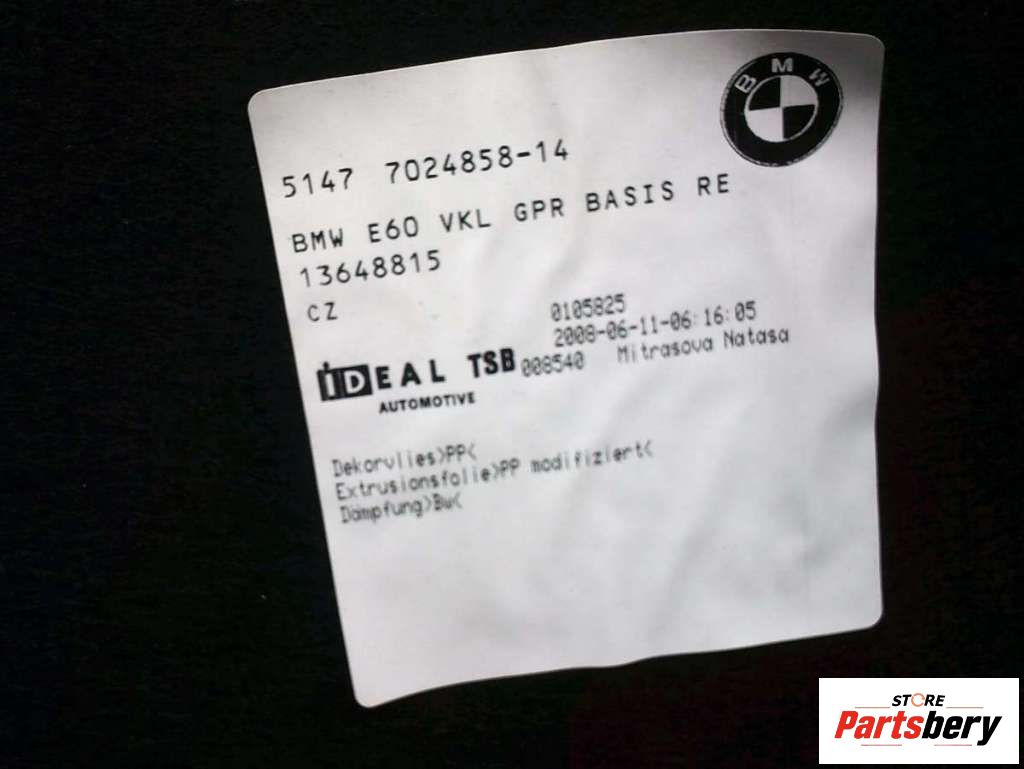 BMW
5147 7024858-14
BMW E60 VKL GPR BASIS RE
13648815
CZ
0105825
2008-06-11-06:16:05
008540 Mitrasova Natasa
iDEAL TSB
AUTOMOTIVE
Dekorvlies>PP<
Extrusionsfolie>PP modifiziert<
Dämpfung>Bw<
STORE
Partsbery